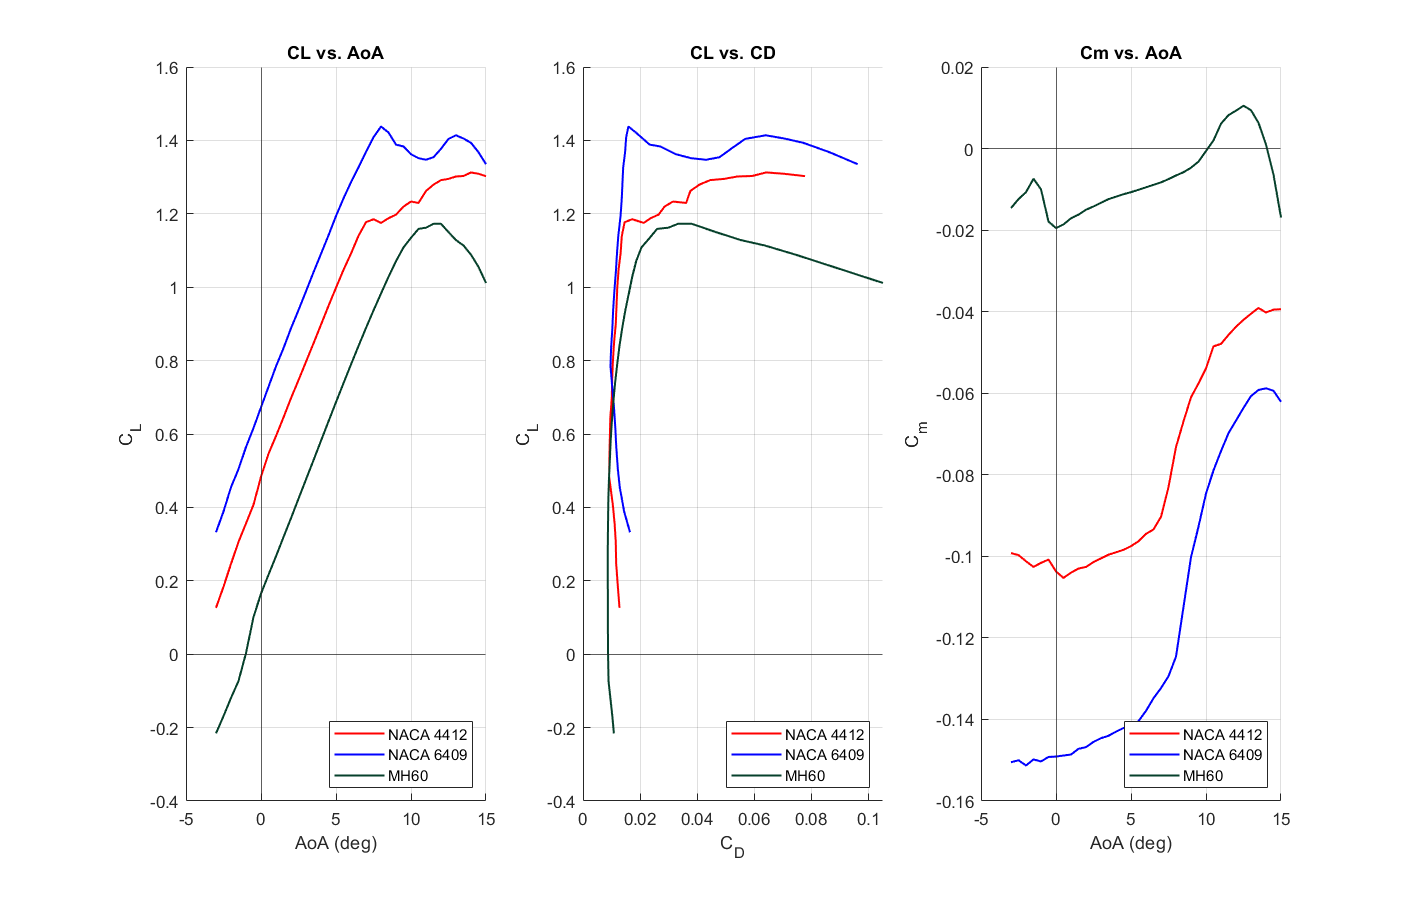 CL vs. AoA
1.6
1.4
1.2
1
0.8
0.6
0.4
0.2
0
-0.2
-0.4
C_L
-5 0 5 10 15
AoA (deg)
NACA 4412
NACA 6409
MH60
CL vs. CD
1.6
1.4
1.2
1
0.8
0.6
0.4
0.2
0
-0.2
-0.4
C_L
0 0.02 0.04 0.06 0.08 0.1
C_D
NACA 4412
NACA 6409
MH60
Cm vs. AoA
0.02
0
-0.02
-0.04
-0.06
-0.08
-0.1
-0.12
-0.14
-0.16
C_m
-5 0 5 10 15
AoA (deg)
NACA 4412
NACA 6409
MH60